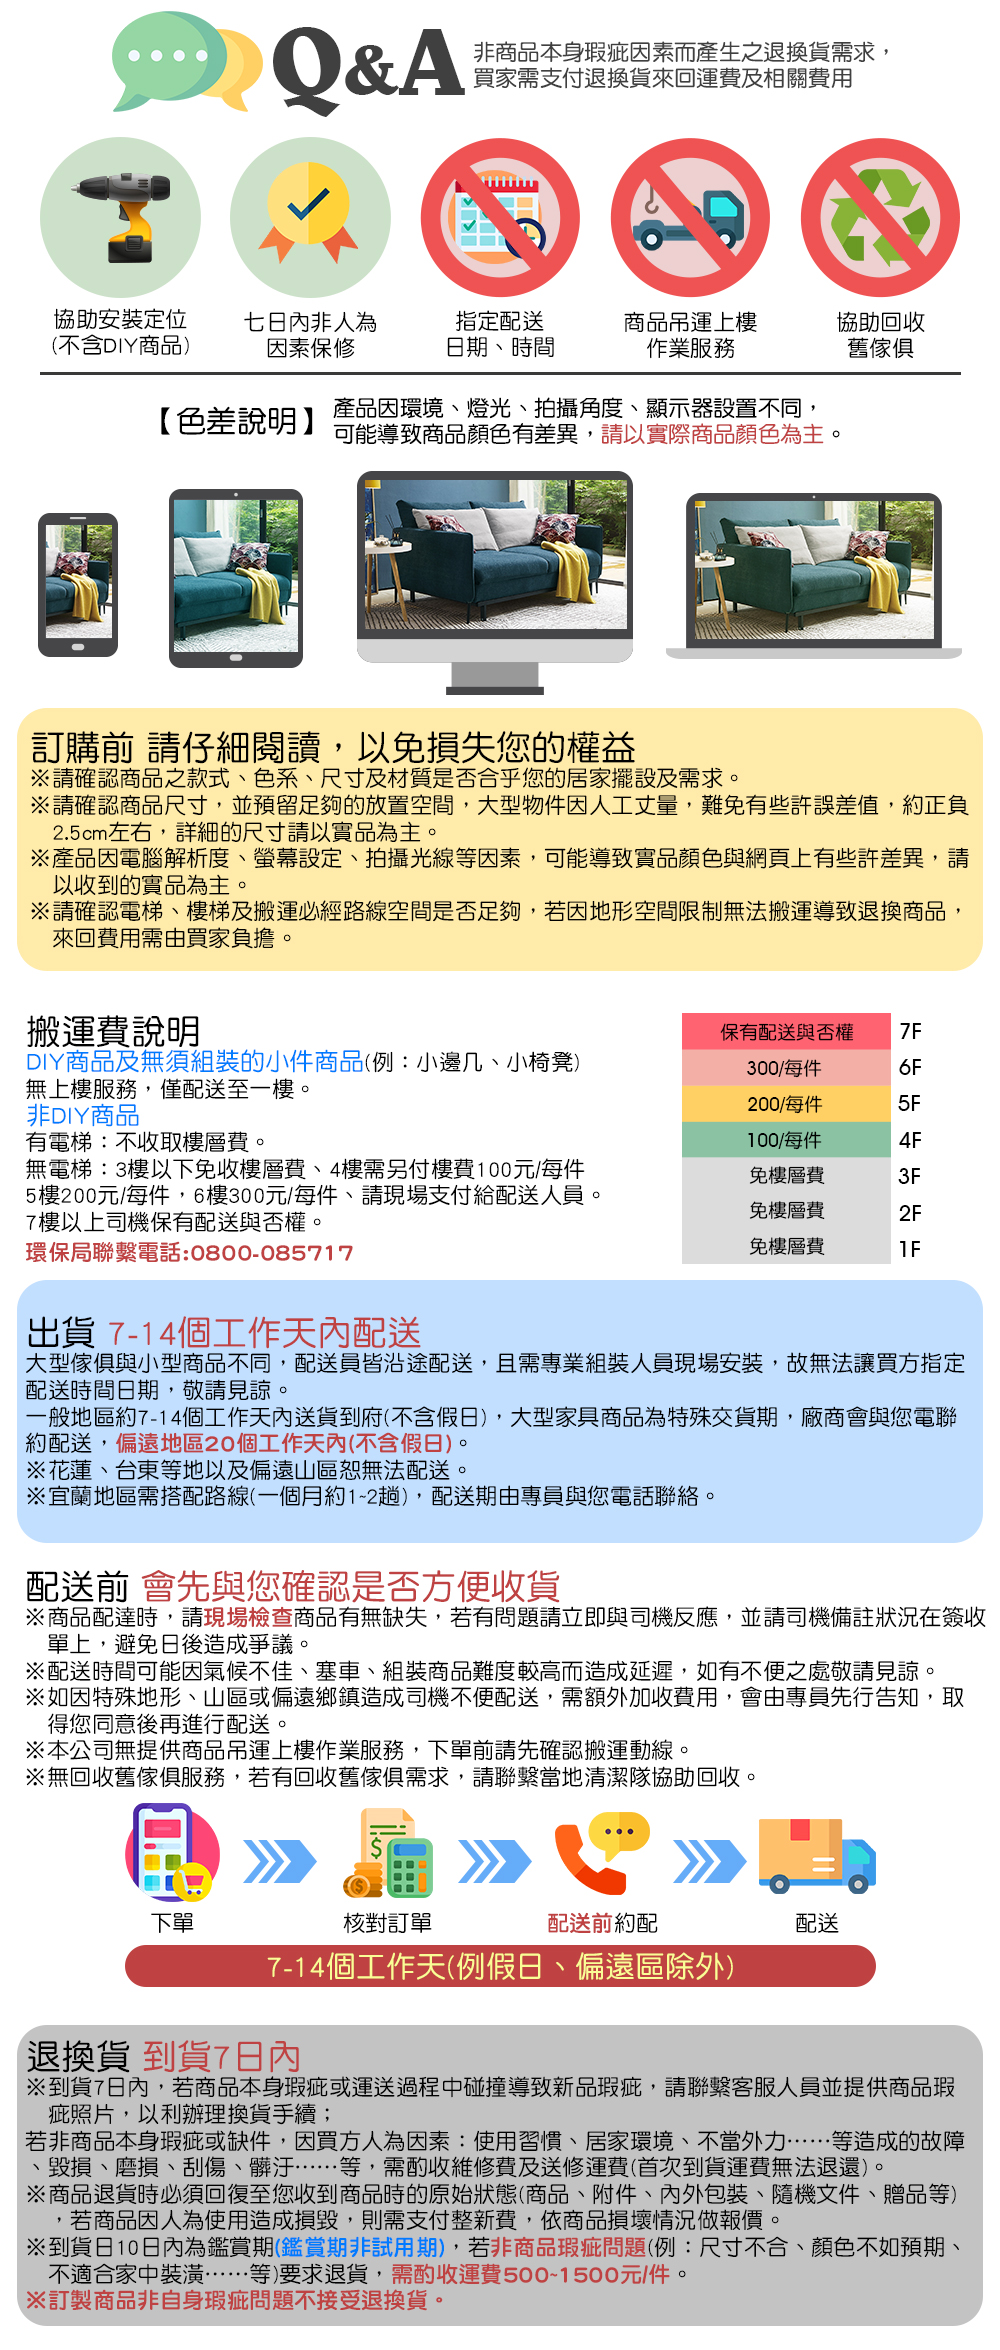 Q&A
非商品本身瑕疵因素而產生之退換貨需求，
買家需支付退換貨來回運費及相關費用
協助安裝定位
(不含DIY商品)
七日內非人為
因素保修
指定配送
日期、時間
商品吊運上樓
作業服務
協助回收
舊傢俱
【色差說明】
產品因環境、燈光、拍攝角度、顯示器設置不同，
可能導致商品顏色有差異，請以實際商品顏色為主。
訂購前 請仔細閱讀，以免損失您的權益
※請確認商品之款式、色系、尺寸及材質是否合乎您的居家擺設及需求。
※請確認商品尺寸，並預留足夠的放置空間，大型物件因人工丈量，難免有些許誤差值，約正負
2.5cm左右，詳細的尺寸請以實品為主。
※產品因電腦解析度、螢幕設定、拍攝光線等因素，可能導致實品顏色與網頁上有些許差異，請
以收到的實品為主。
※請確認電梯、樓梯及搬運必經路線空間是否足夠，若因地形空間限制無法搬運導致退換商品，
來回費用需由買家負擔。
搬運費說明
DIY商品及無須組裝的小件商品(例：小邊几、小椅凳)
無上樓服務，僅配送至一樓。
非DIY商品
有電梯：不收取樓層費。
無電梯：3樓以下免收樓層費、4樓需另付樓費100元/每件
5樓200元/每件，6樓300元/每件、請現場支付給配送人員。
7樓以上司機保有配送與否權。
環保局聯繫電話:0800-085717
保有配送與否權 7F
300/每件 6F
200/每件 5F
100/每件 4F
免樓層費 3F
免樓層費 2F
免樓層費 1F
出貨 7-14個工作天內配送
大型傢俱與小型商品不同，配送員皆沿途配送，且需專業組裝人員現場安裝，故無法讓買方指定
配送時間日期，敬請見諒。
一般地區約7-14個工作天內送貨到府(不含假日)，大型家具商品為特殊交貨期，廠商會與您電聯
約配送，偏遠地區20個工作天內(不含假日)。
※花蓮、台東等地以及偏遠山區恕無法配送。
※宜蘭地區需搭配路線(一個月約1~2趟)，配送期由專員與您電話聯絡。
配送前 會先與您確認是否方便收貨
※商品配達時，請現場檢查商品有無缺失，若有問題請立即與司機反應，並請司機備註狀況在簽收
單上，避免日後造成爭議。
※配送時間可能因氣候不佳、塞車、組裝商品難度較高而造成延遲，如有不便之處敬請見諒。
※如因特殊地形、山區或偏遠鄉鎮造成司機不便配送，需額外加收費用，會由專員先行告知，取
得您同意後再進行配送。
※本公司無提供商品吊運上樓作業服務，下單前請先確認搬運動線。
※無回收舊傢俱服務，若有回收舊傢俱需求，請聯繫當地清潔隊協助回收。
下單
核對訂單
配送前約配
配送
7-14個工作天(例假日、偏遠區除外)
退換貨 到貨7日內
※到貨7日內，若商品本身瑕疵或運送過程中碰撞導致新品瑕疵，請聯繫客服人員並提供商品瑕
疵照片，以利辦理換貨手續；
若非商品本身瑕疵或缺件，因買方人為因素：使用習慣、居家環境、不當外力⋯⋯等造成的故障
、毀損、磨損、刮傷、髒汙⋯⋯等，需酌收維修費及送修運費(首次到貨運費無法退還)。
※商品退貨時必須回復至您收到商品時的原始狀態(商品、附件、內外包裝、隨機文件、贈品等)
，若商品因人為使用造成損毀，則需支付整新費，依商品損壞情況做報價。
※到貨日10日內為鑑賞期(鑑賞期非試用期)，若非商品瑕疵問題(例：尺寸不合、顏色不如預期、
不適合家中裝潢⋯⋯等)要求退貨，需酌收運費500~1500元/件。
※訂製商品非自身瑕疵問題不接受退換貨。